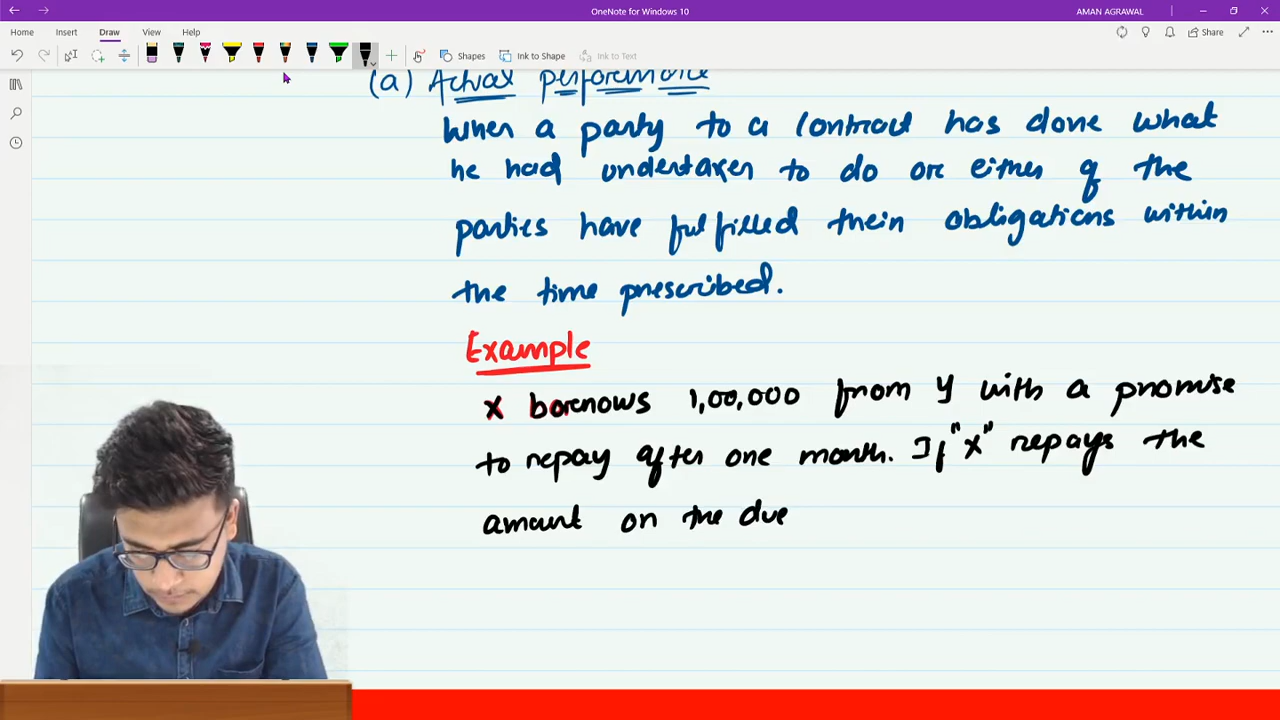 OneNote for Windows 10
AMAN AGRAWAL
Home Insert Draw View Help
Share
Shapes Ink to Shape Ink to Text
(a) Actual performance
When a party to a contract has done what
he had undertaken to do or either of the
parties have fulfilled their obligations within
the time prescribed.
Example
X borrows 1,00,000 from Y with a promise
to repay after one month. If "X" repays the
amount on the due